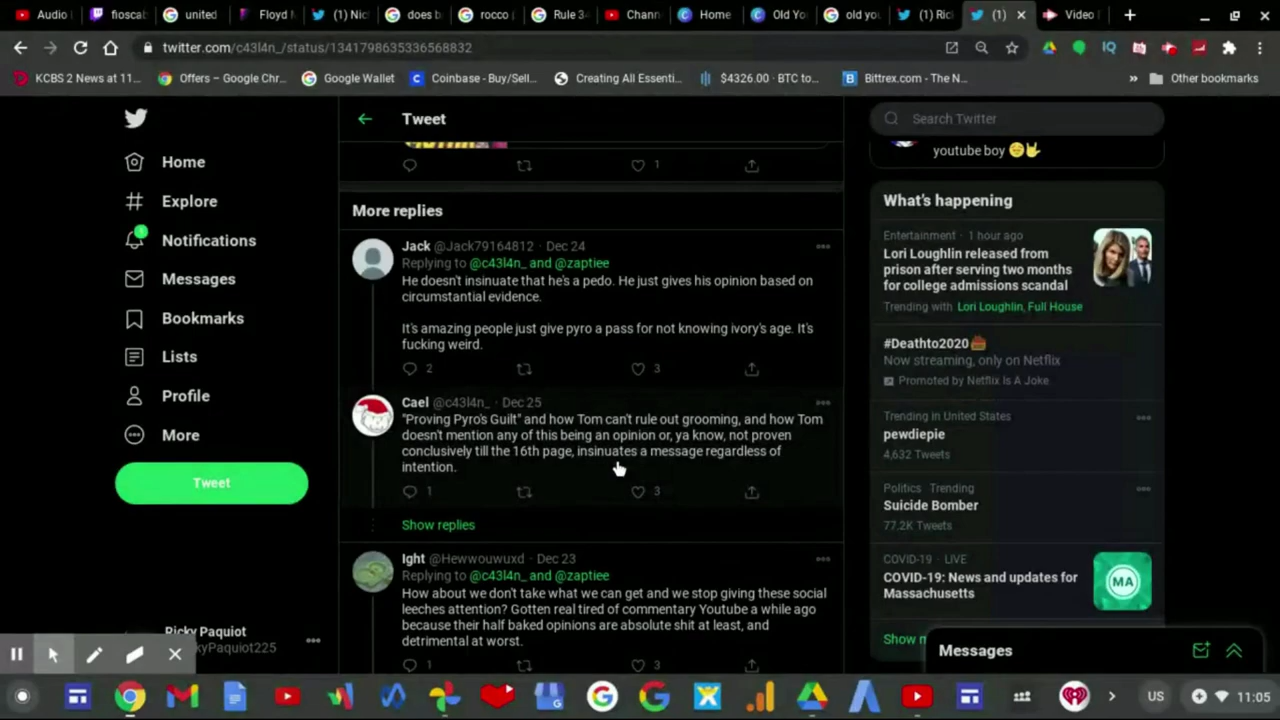 Audio l
fioscab
united
Floyd M
(1) Nic
does b
rocco p
Rule 34
Chann
Home
Old You
old you
(1) Ric
(1)
Video
twitter.com/c43l4n_/status/1341798635336568832
KCBS 2 News at 11...
Offers – Google Chr...
Google Wallet
Coinbase - Buy/Sell...
Creating All Essenti...
$4326.00 · BTC to...
Bittrex.com - The N...
»
Other bookmarks
Home
Explore
Notifications
Messages
Bookmarks
Lists
Profile
More
Tweet
Ricky Paquiot
kyPaquiot225
Tweet
1
More replies
Jack @Jack79164812 · Dec 24
Replying to @c43l4n_ and @zaptiee
He doesn't insinuate that he's a pedo. He just gives his opinion based on
circumstantial evidence.
It's amazing people just give pyro a pass for not knowing ivory's age. It's
fucking weird.
2 3
Cael @c43l4n_ · Dec 25
"Proving Pyro's Guilt" and how Tom can't rule out grooming, and how Tom
doesn't mention any of this being an opinion or, ya know, not proven
conclusively till the 16th page, insinuates a message regardless of
intention.
1 3
Show replies
Ight @Hewwouwuxd · Dec 23
Replying to @c43l4n_ and @zaptiee
How about we don't take what we can get and we stop giving these social
leeches attention? Gotten real tired of commentary Youtube a while ago
because their half baked opinions are absolute shit at least, and
detrimental at worst.
1 3
Search Twitter
youtube boy
What's happening
Entertainment · 1 hour ago
Lori Loughlin released from
prison after serving two months
for college admissions scandal
Trending with Lori Loughlin, Full House
#Deathto2020
Now streaming, only on Netflix
Promoted by Netflix Is A Joke
Trending in United States
pewdiepie
4,632 Tweets
Politics · Trending
Suicide Bomber
77.2K Tweets
COVID-19 · LIVE
COVID-19: News and updates for
Massachusetts
MA
Show m
Messages
US
11:05